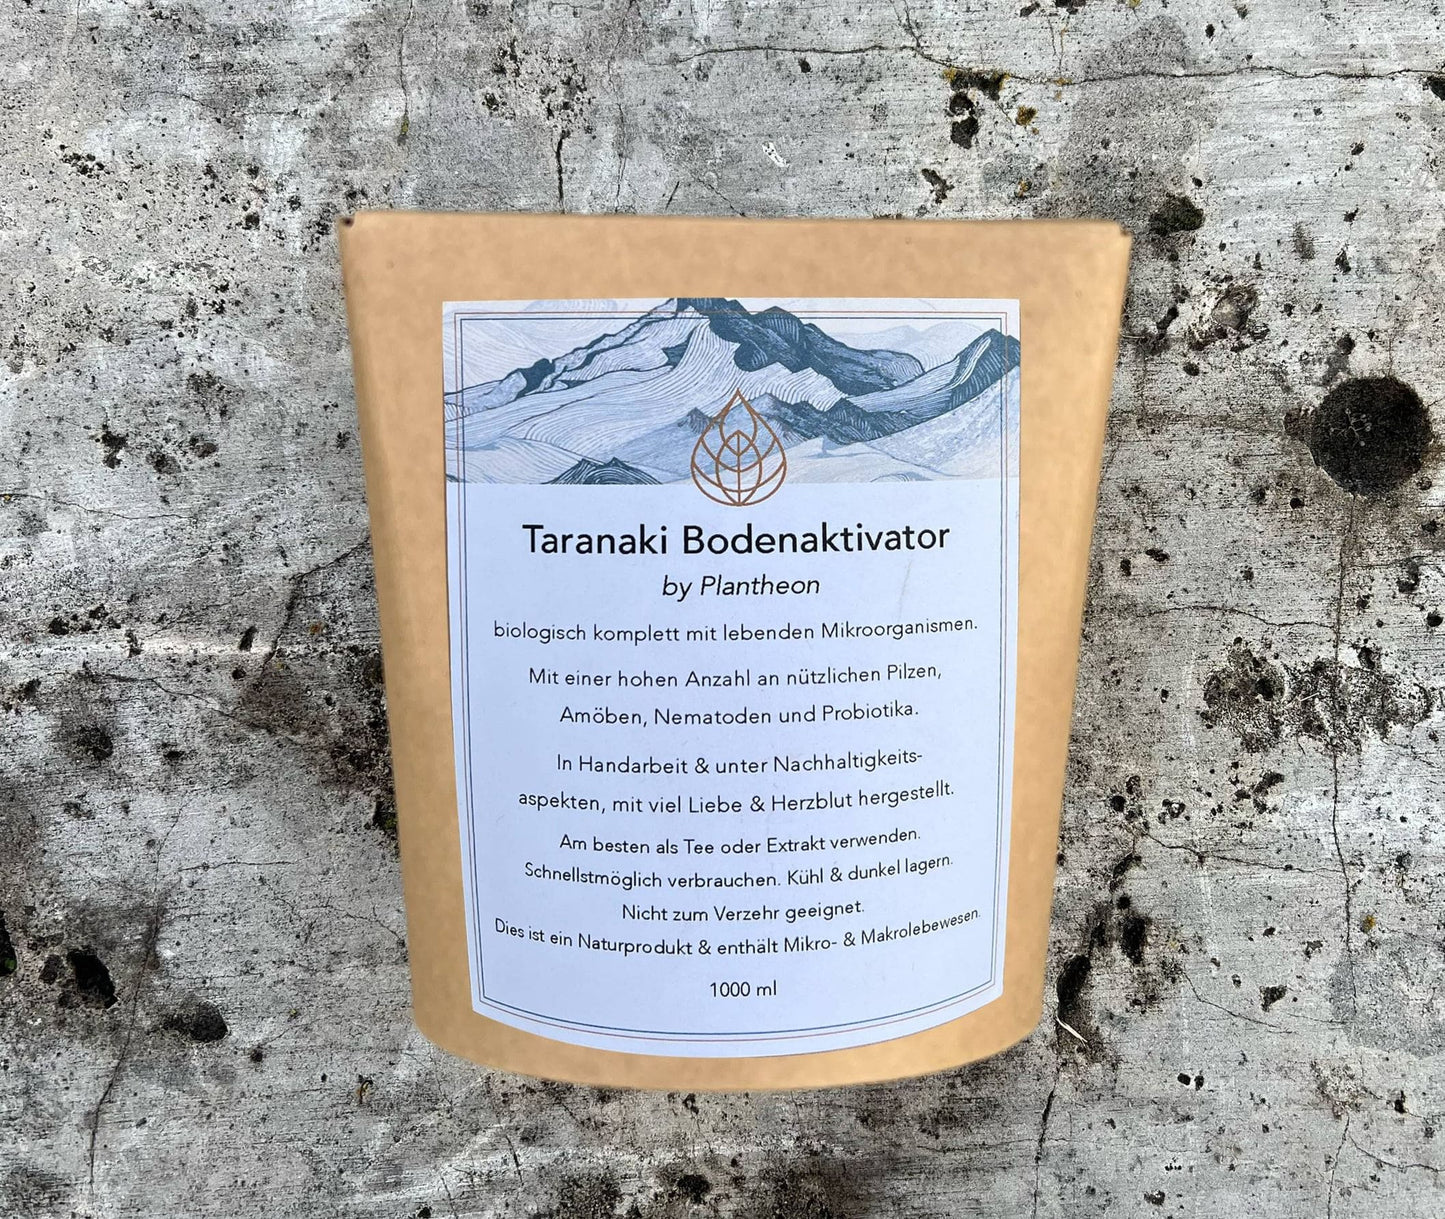 Taranaki Bodenaktivator
by Plantheon
biologisch komplett mit lebenden Mikroorganismen.
Mit einer hohen Anzahl an nützlichen Pilzen,
Amöben, Nematoden und Probiotika.
In Handarbeit & unter Nachhaltigkeits-
aspekten, mit viel Liebe & Herzblut hergestellt.
Am besten als Tee oder Extrakt verwenden.
Schnellstmöglich verbrauchen. Kühl & dunkel lagern.
Nicht zum Verzehr geeignet.
Dies ist ein Naturprodukt & enthält Mikro- & Makrolebewesen.
1000 ml